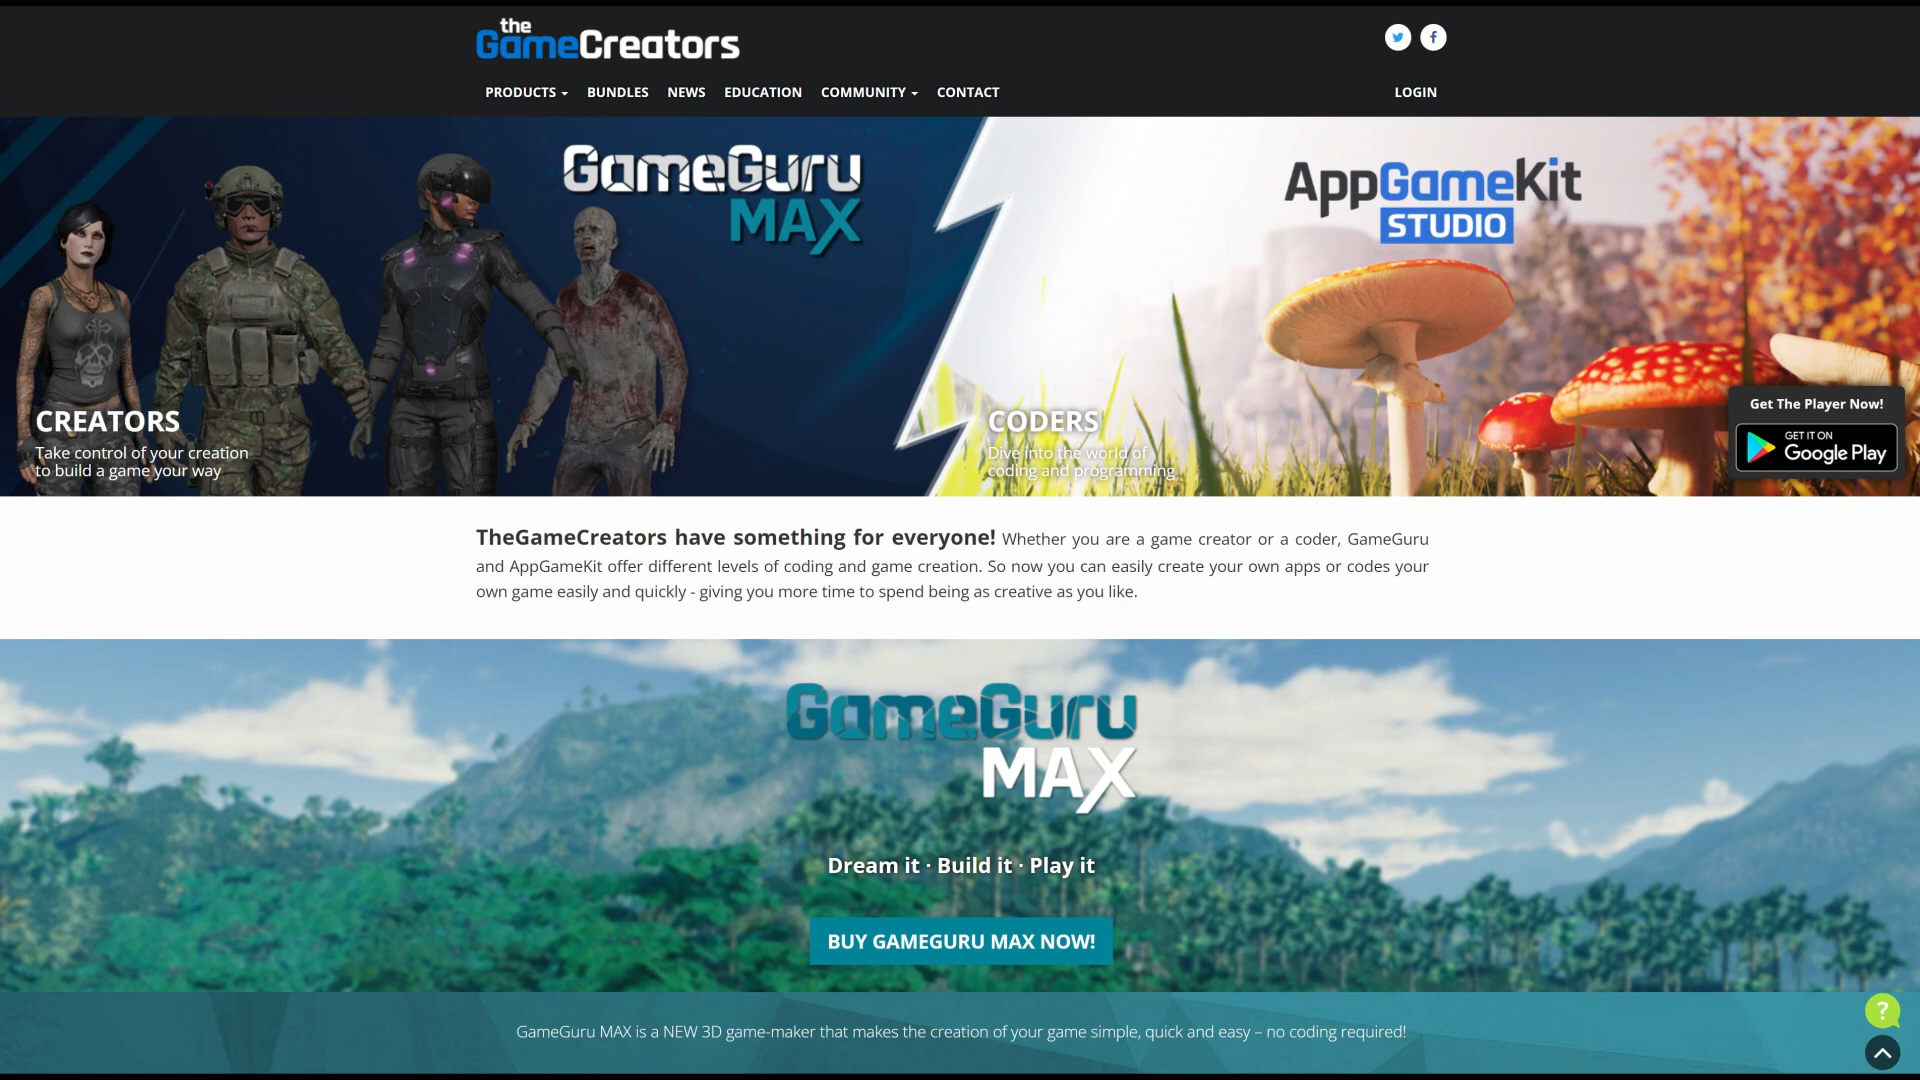 the
GameCreators
PRODUCTS
BUNDLES
NEWS
EDUCATION
COMMUNITY
CONTACT
LOGIN
GameGuru
MAX
AppGameKit
STUDIO
CREATORS
Take control of your creation
to build a game your way
CODERS
Dive into the world of
coding and programming
Get The Player Now!
GET IT ON
Google Play
TheGameCreators have something for everyone! Whether you are a game creator or a coder, GameGuru
and AppGameKit offer different levels of coding and game creation. So now you can easily create your own apps or codes your
own game easily and quickly - giving you more time to spend being as creative as you like.
GameGuru
MAX
Dream it · Build it · Play it
BUY GAMEGURU MAX NOW!
GameGuru MAX is a NEW 3D game-maker that makes the creation of your game simple, quick and easy – no coding required!
?